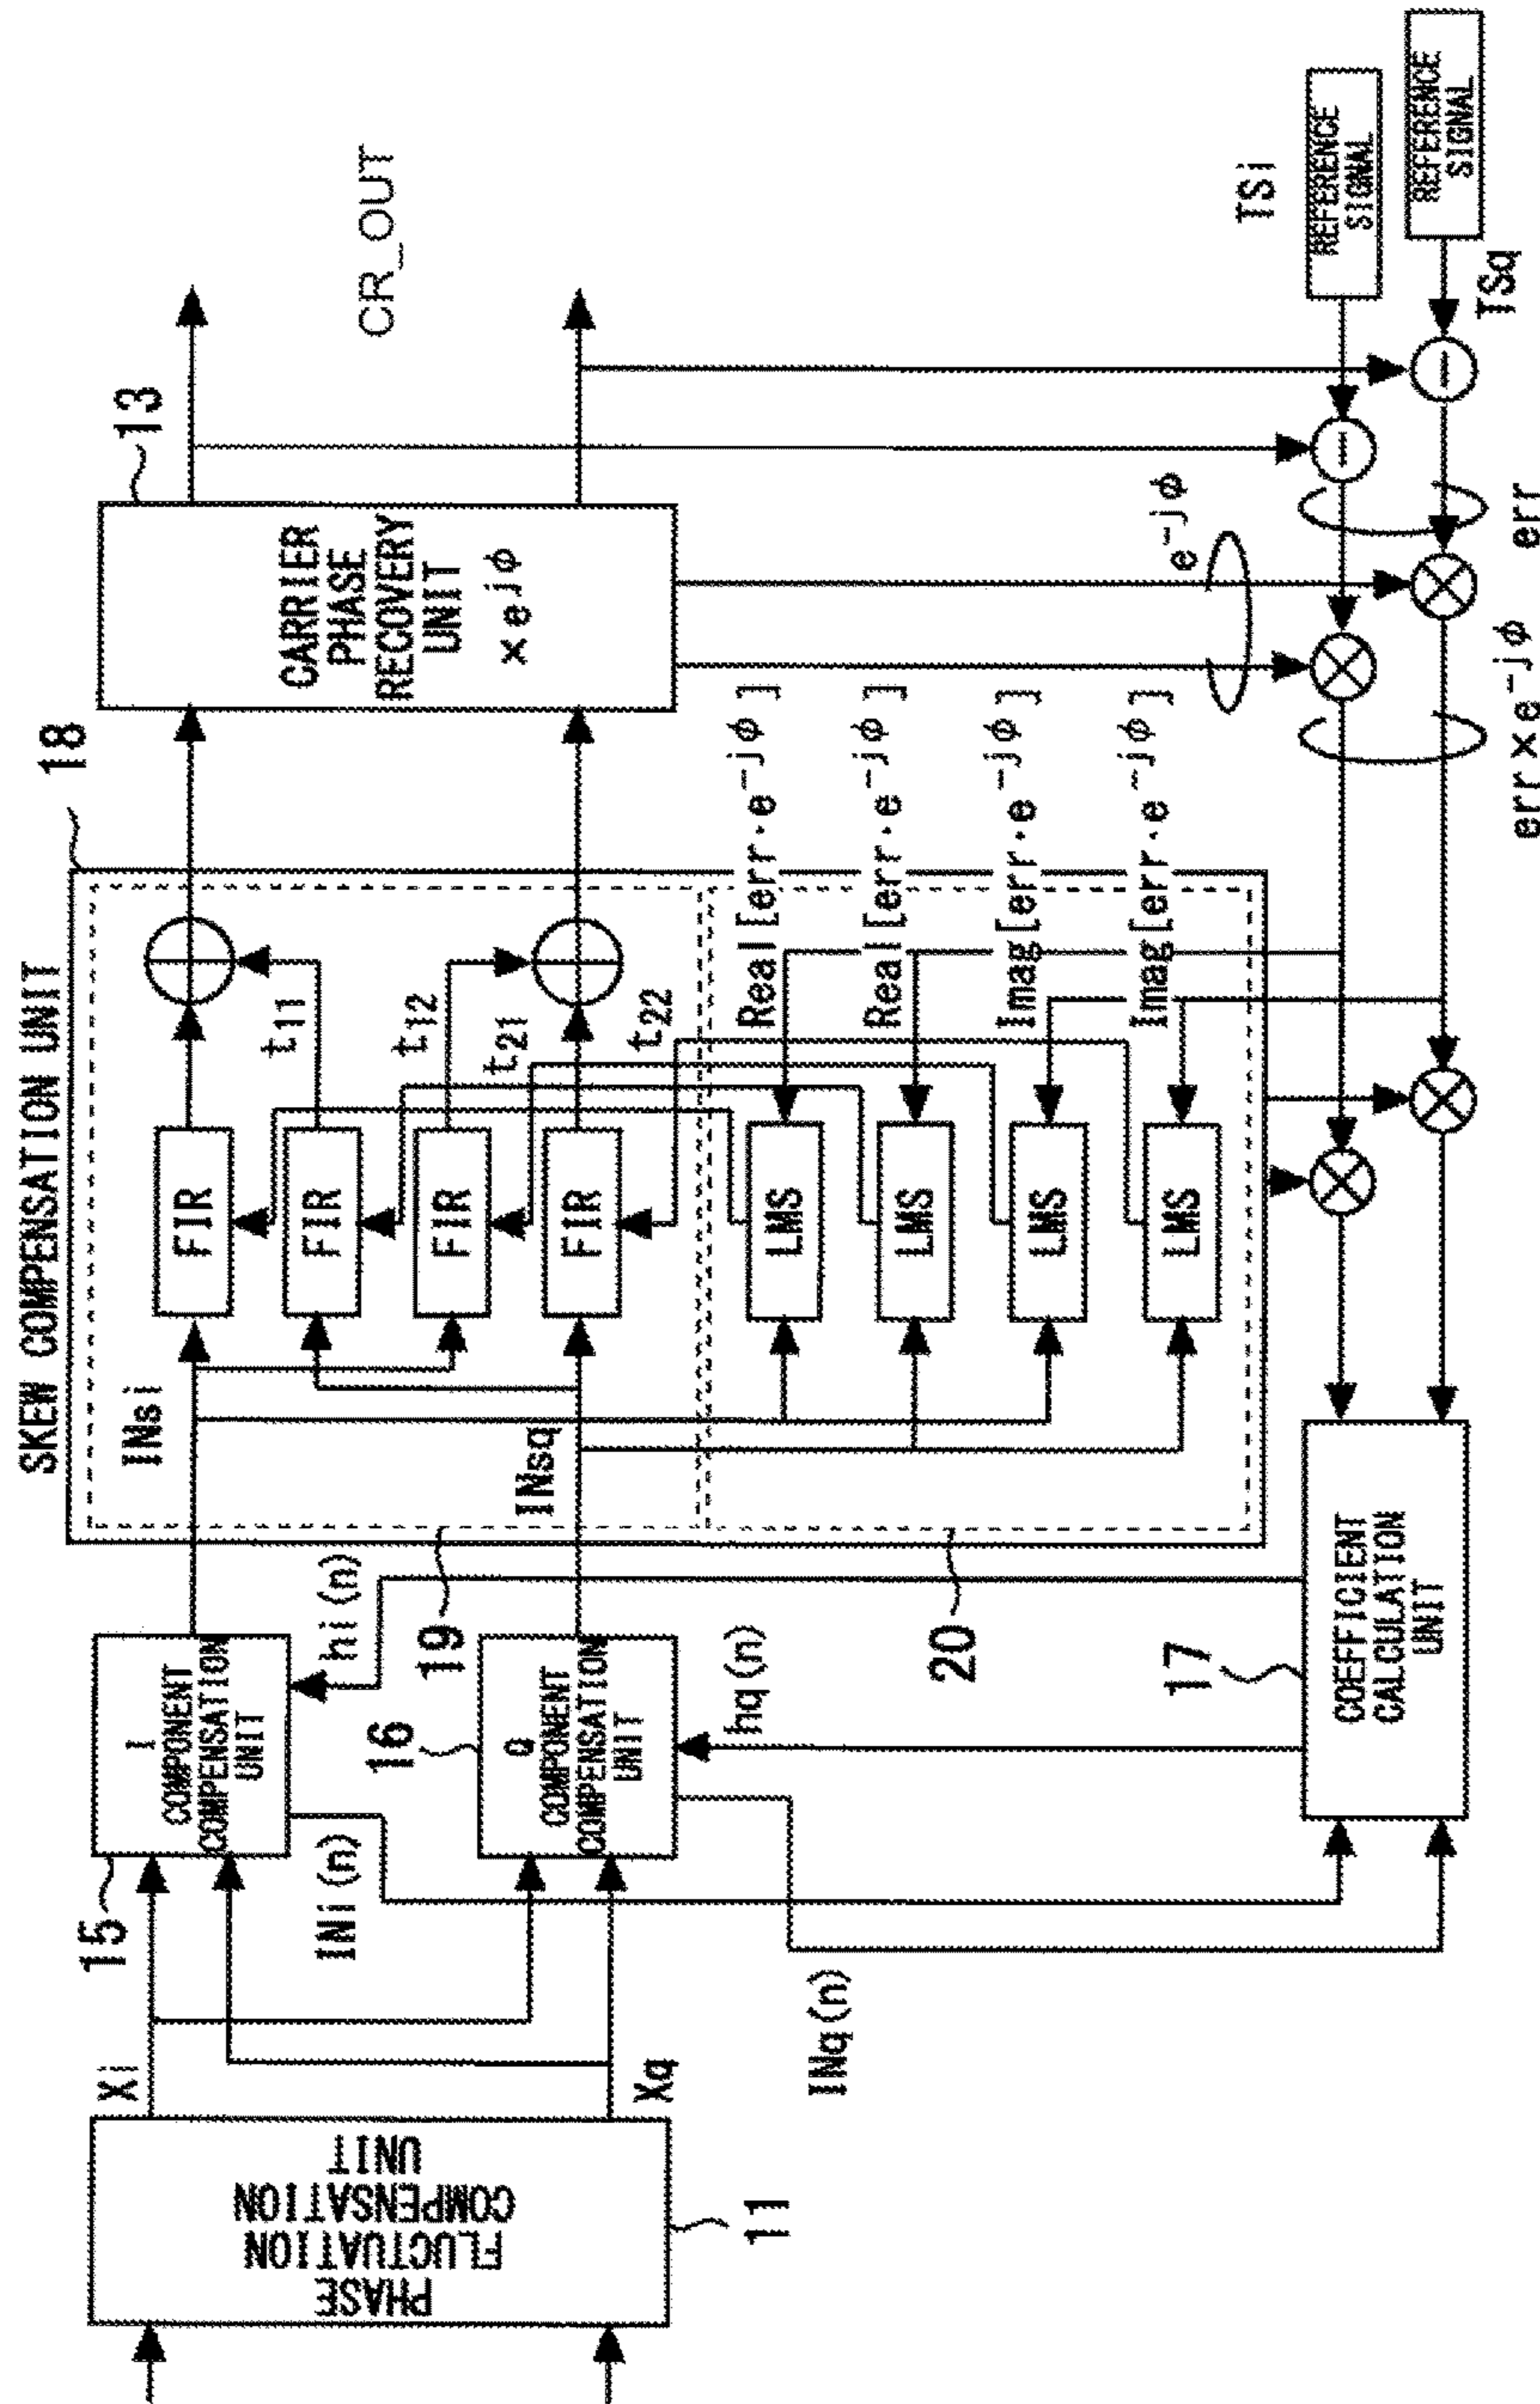 PHASE
FLUCTUATION
COMPENSATION
UNIT
11
Xi
Xq
15
I
COMPONENT
COMPENSATION
UNIT
INi(n)
hi(n)
16
Q
COMPONENT
COMPENSATION
UNIT
INq(n)
hq(n)
17
COEFFICIENT
CALCULATION
UNIT
SKEW COMPENSATION UNIT
18
19
20
INsi
INsq
FIR
FIR
FIR
FIR
t11
t12
t21
t22
LMS
LMS
LMS
LMS
Real[err·e-jφ]
Real[err·e-jφ]
Imag[err·e-jφ]
Imag[err·e-jφ]
13
CARRIER
PHASE
RECOVERY
UNIT
×ejφ
CR_OUT
e-jφ
err×e-jφ
err
TSi
REFERENCE
SIGNAL
TSq
REFERENCE
SIGNAL